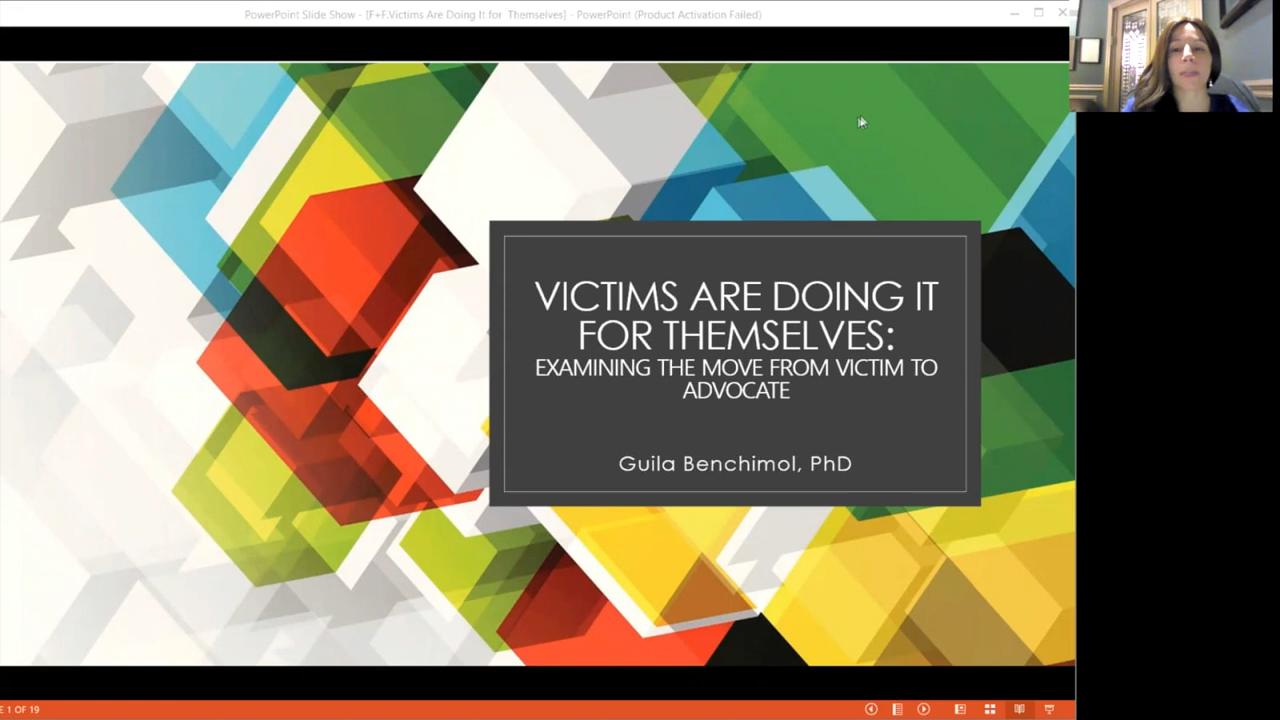 PowerPoint Slide Show - [F+F.Victims Are Doing It for Themselves] - PowerPoint (Product Activation Failed)
VICTIMS ARE DOING IT
FOR THEMSELVES:
EXAMINING THE MOVE FROM VICTIM TO
ADVOCATE
Guila Benchimol, PhD
E 1 OF 19